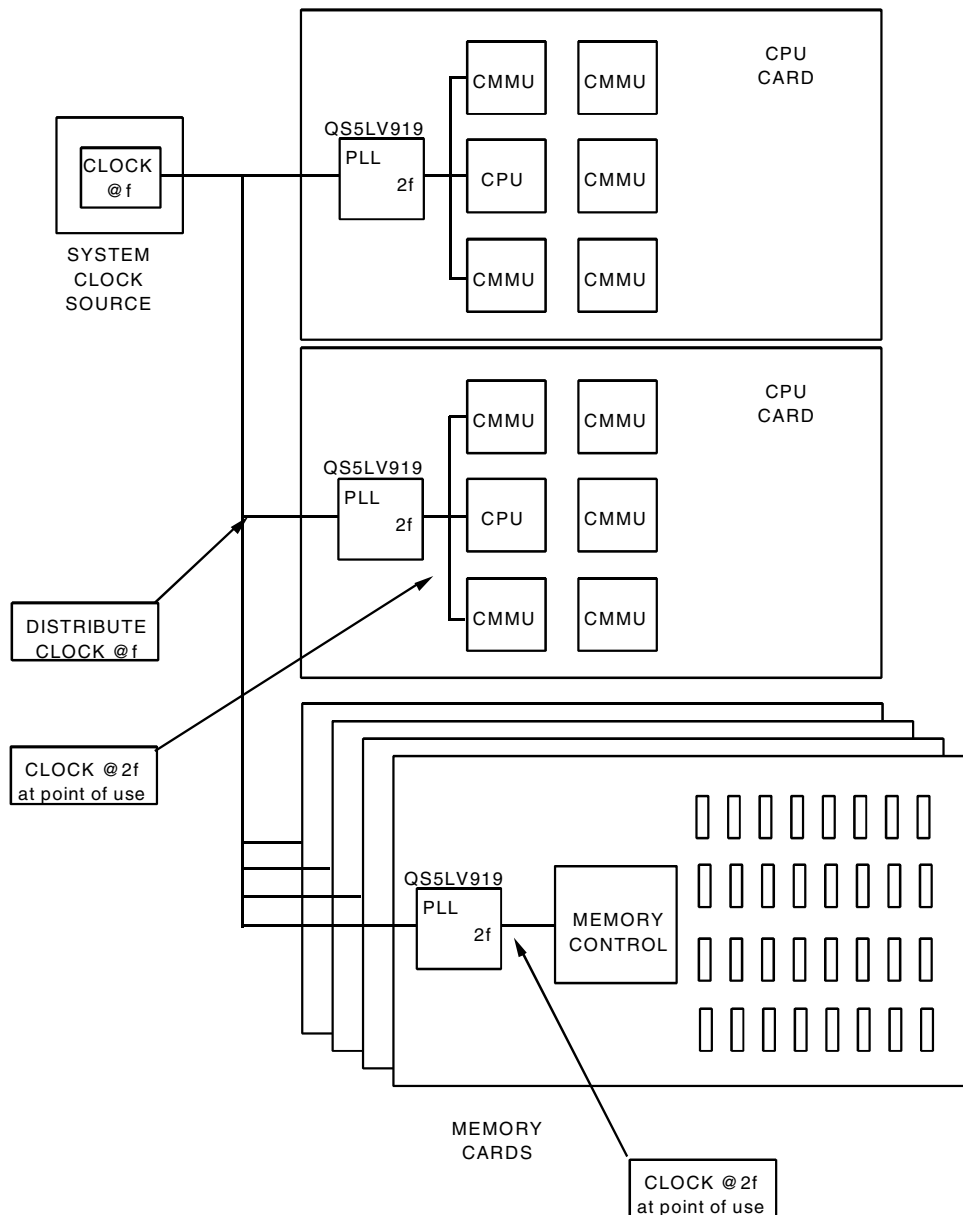 CMMU
CMMU
CPU
CARD
QS5LV919
CLOCK
@f
PLL
2f
CPU
CMMU
SYSTEM
CLOCK
SOURCE
CMMU
CMMU
CMMU
CMMU
CPU
CARD
QS5LV919
PLL
2f
CPU
CMMU
DISTRIBUTE
CLOCK @f
CMMU
CMMU
CLOCK @2f
at point of use
QS5LV919
PLL
2f
MEMORY
CONTROL
MEMORY
CARDS
CLOCK @2f
at point of use